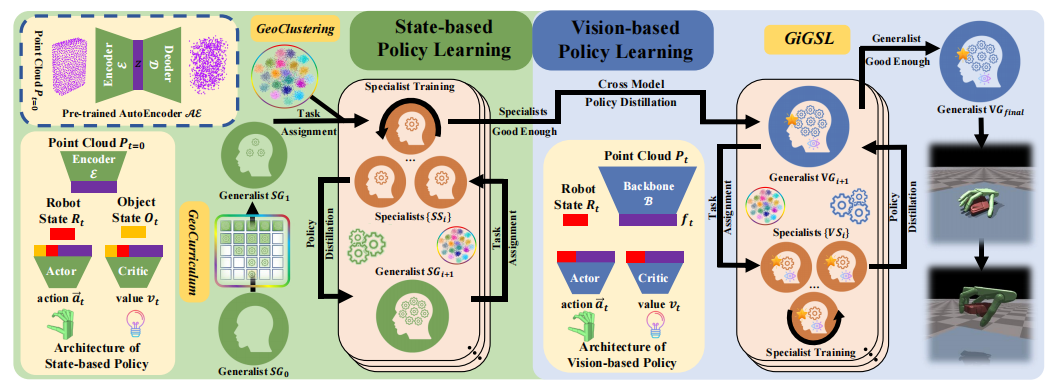 Point Cloud P_{t=0}
Encoder
ℰ
z
Deoder
𝒟
Pre-trained AutoEncoder 𝒜ℰ
GeoClustering
State-based
Policy Learning
Vision-based
Policy Learning
GiGSL
Generalist
Good Enough
Generalist VG_{final}
Point Cloud P_{t=0}
Encoder
ℰ
Robot
State R_t
Object
State O_t
Actor
Critic
action a⃗_t
value v_t
Architecture of
State-based Policy
GeoCurriculum
Generalist SG_1
Generalist SG_0
Task
Assignment
Specialist Training
...
Specialists {SS_i}
Policy
Distillation
Task
Assignment
Generalist SG_{i+1}
Specialists
Good Enough
Cross Model
Policy Distillation
Point Cloud P_t
Robot
State R_t
Backbone
ℬ
f_t
Actor
Critic
action a⃗_t
value v_t
Architecture of
Vision-based Policy
Generalist VG_{i+1}
Task
Assignment
Policy
Distillation
Specialists {VS_i}
...
Specialist Training